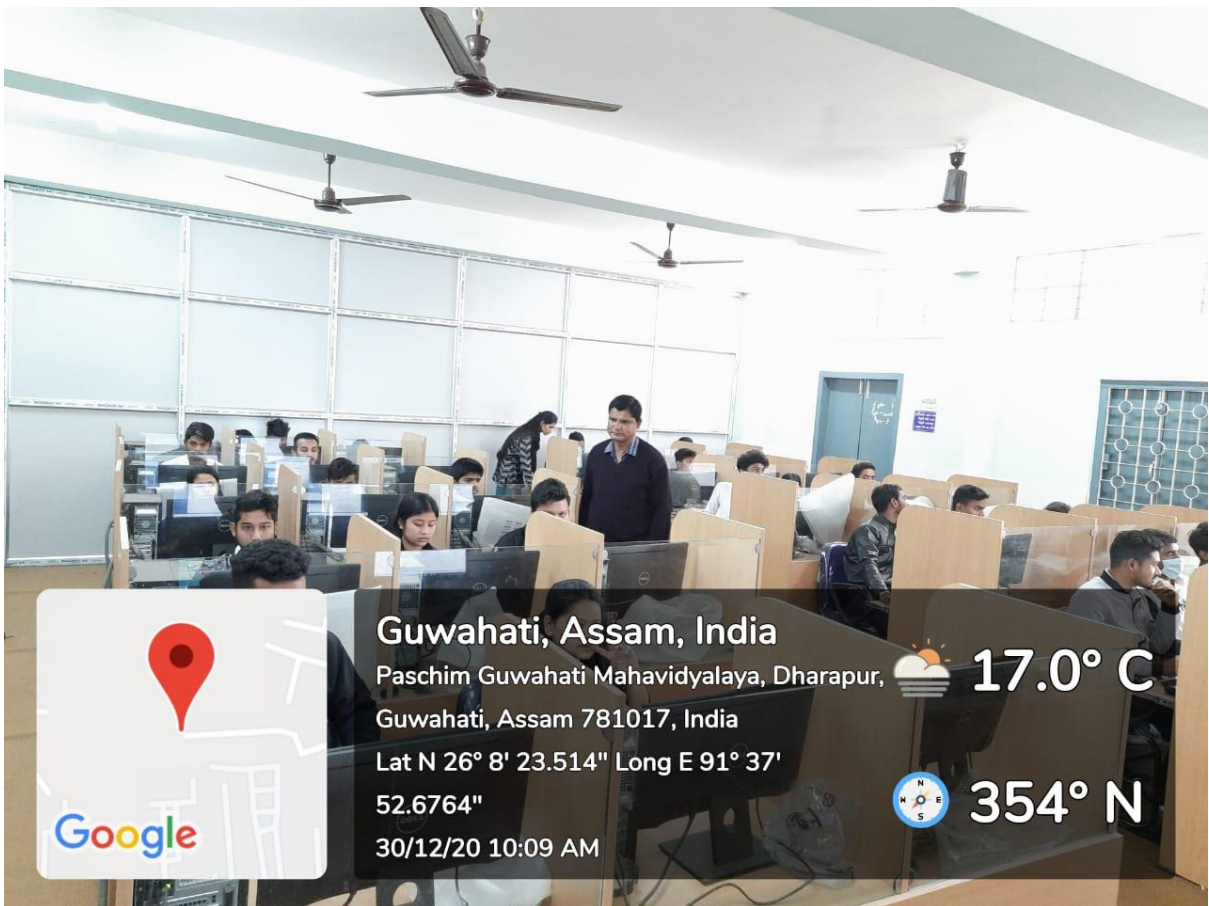 Guwahati, Assam, India
Paschim Guwahati Mahavidyalaya, Dharapur,
Guwahati, Assam 781017, India
Lat N 26° 8' 23.514" Long E 91° 37'
52.6764"
30/12/20 10:09 AM
17.0° C
N
W
E
S
354° N
Google
DELL